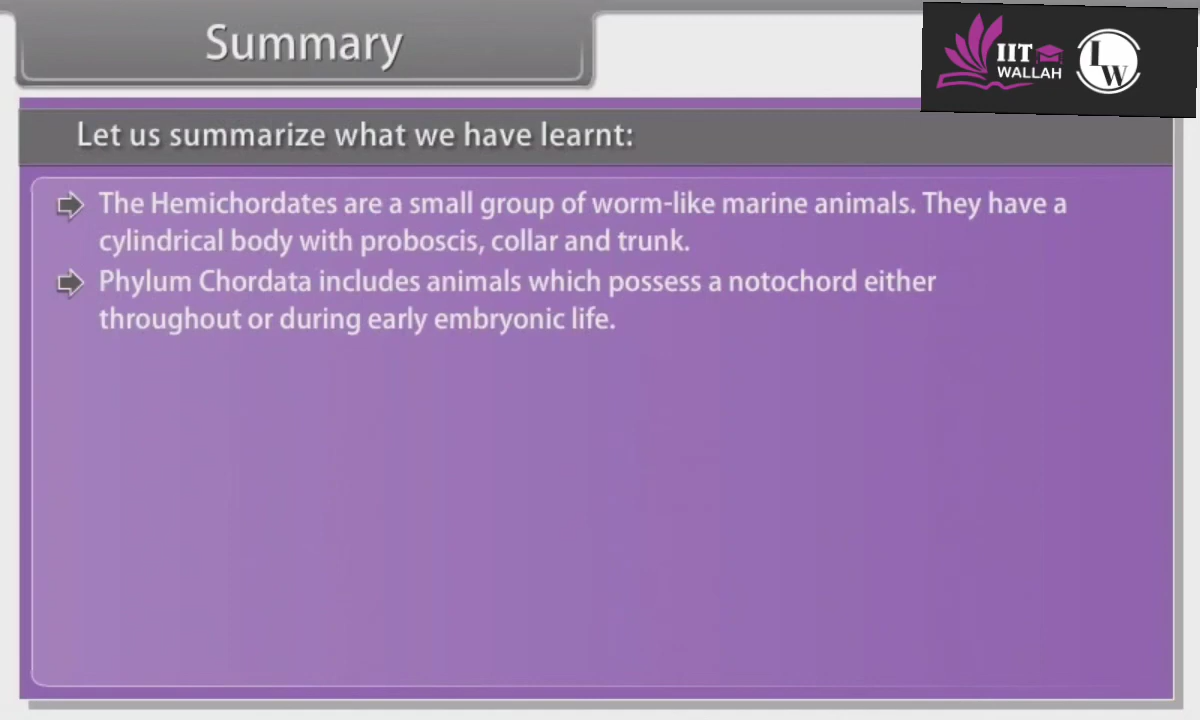 Summary
IIT
WALLAH
LW
Let us summarize what we have learnt:
The Hemichordates are a small group of worm-like marine animals. They have a
cylindrical body with proboscis, collar and trunk.
Phylum Chordata includes animals which possess a notochord either
throughout or during early embryonic life.